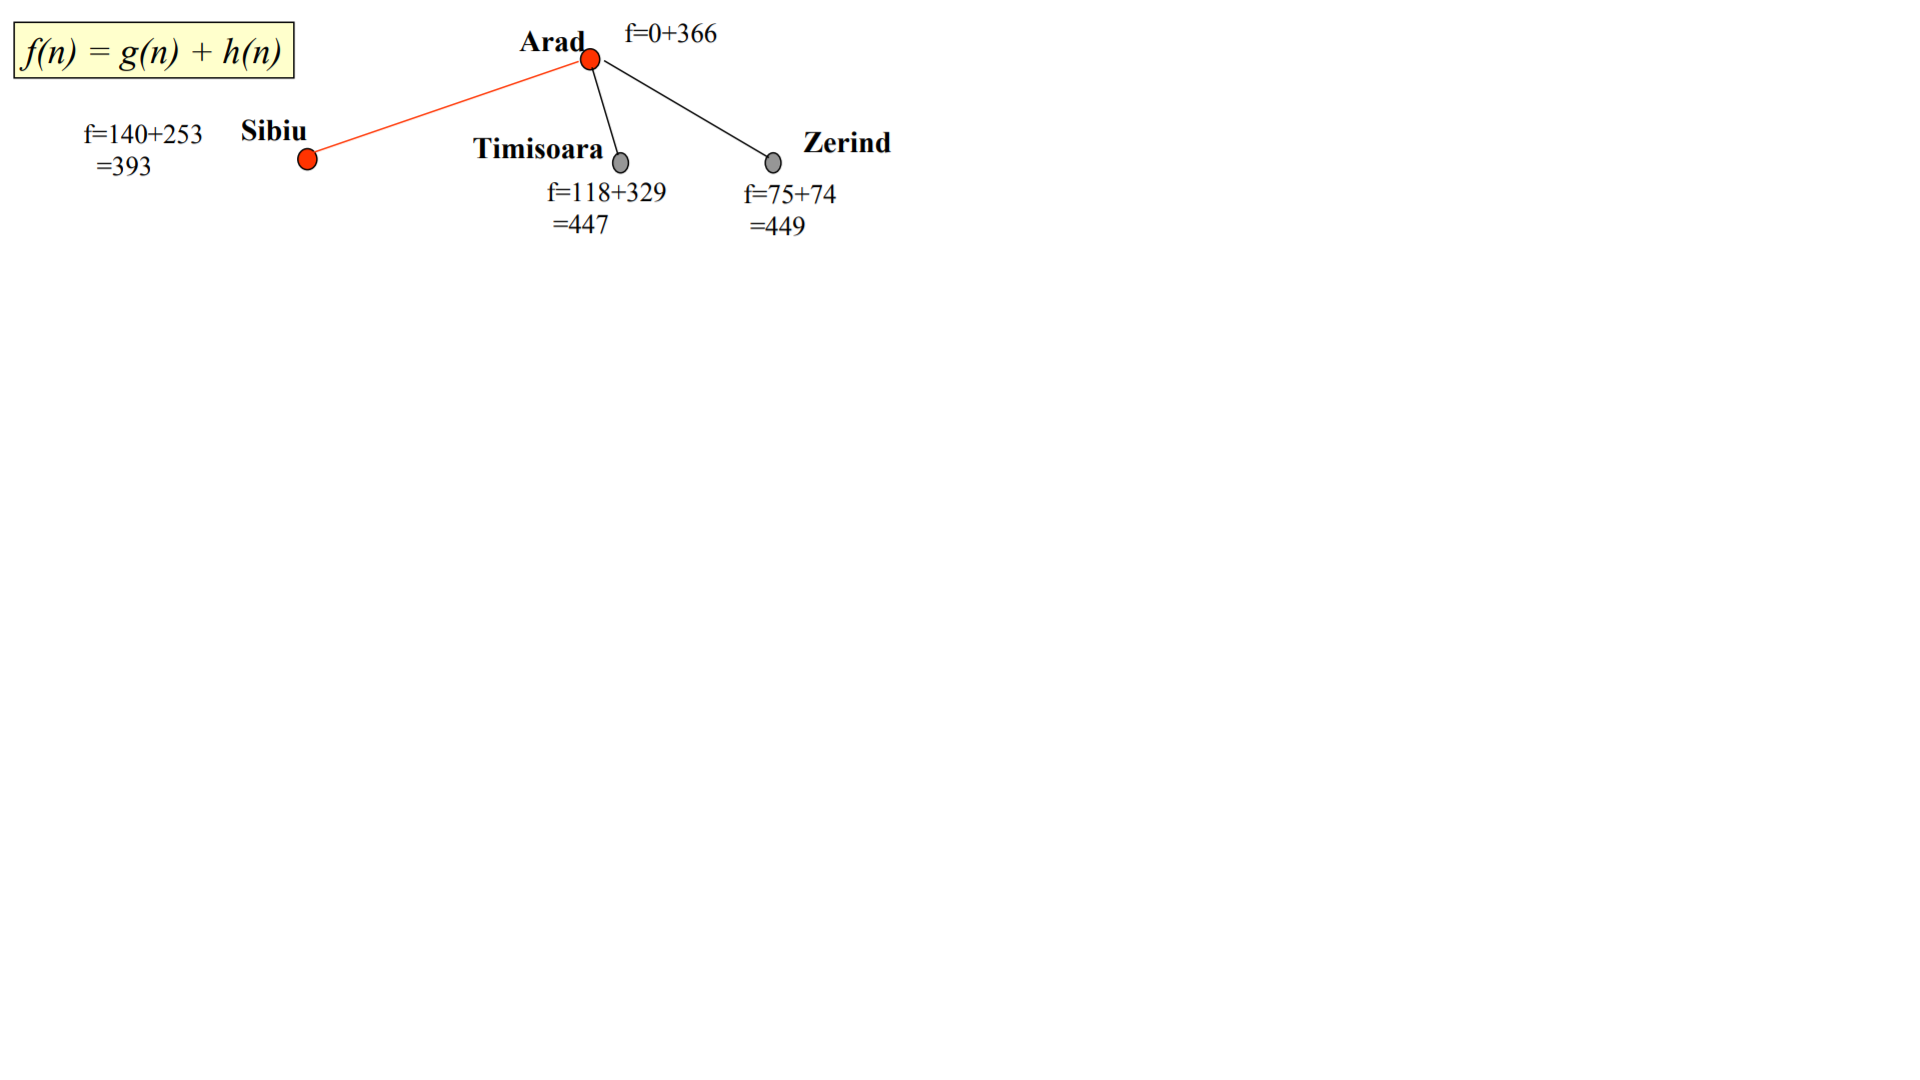 f(n) = g(n) + h(n)
Arad
f=0+366
f=140+253
=393
Sibiu
Timisoara
f=118+329
=447
Zerind
f=75+74
=449